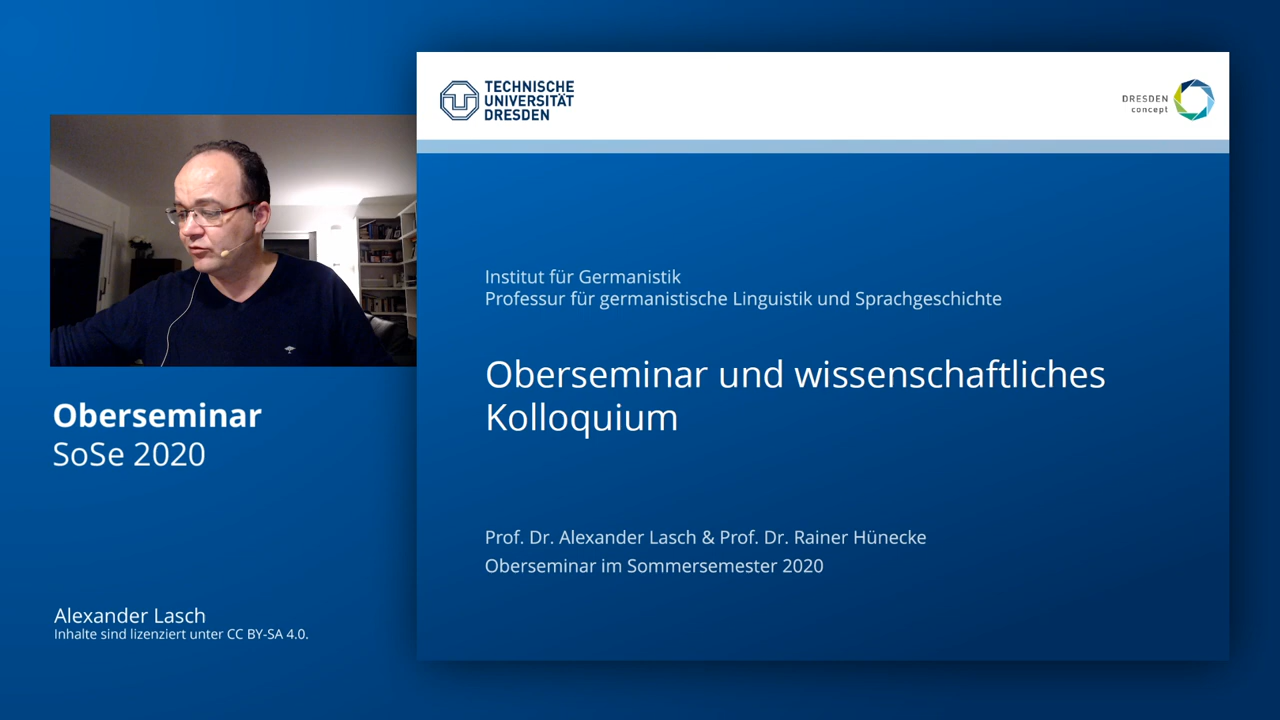 TECHNISCHE
UNIVERSITÄT
DRESDEN
DRESDEN
concept
Institut für Germanistik
Professur für germanistische Linguistik und Sprachgeschichte
Oberseminar und wissenschaftliches
Kolloquium
Prof. Dr. Alexander Lasch & Prof. Dr. Rainer Hünecke
Oberseminar im Sommersemester 2020
Oberseminar
SoSe 2020
Alexander Lasch
Inhalte sind lizenziert unter CC BY-SA 4.0.